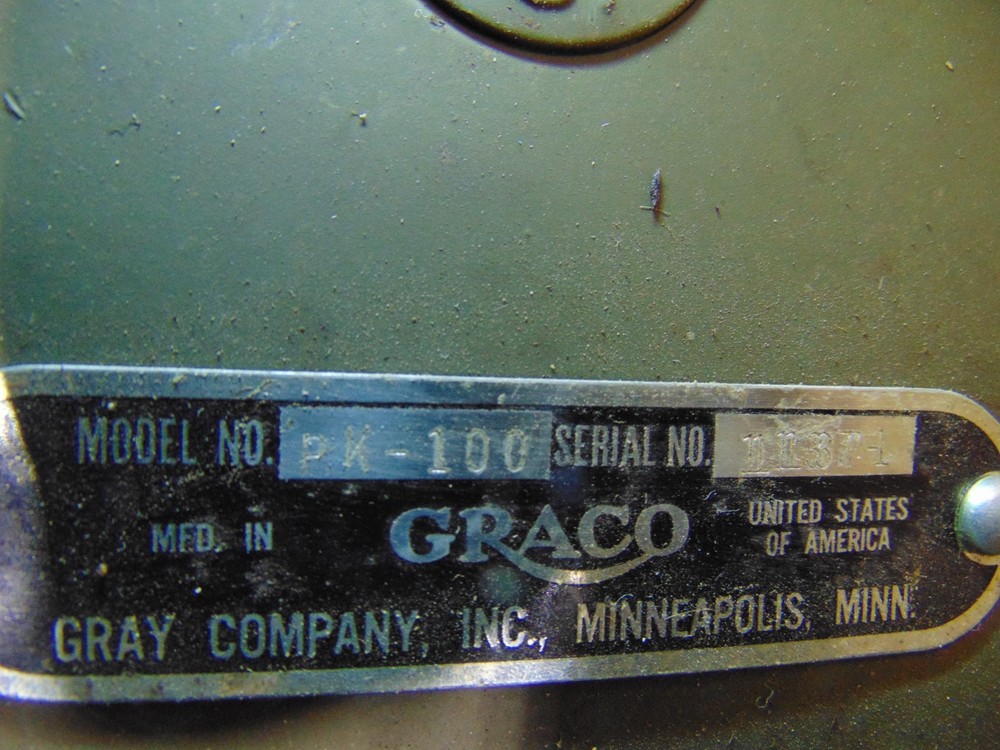 MODEL NO. PK-100 SERIAL NO.
MFD. IN GRACO UNITED STATES
OF AMERICA
GRAY COMPANY, INC., MINNEAPOLIS, MINN.